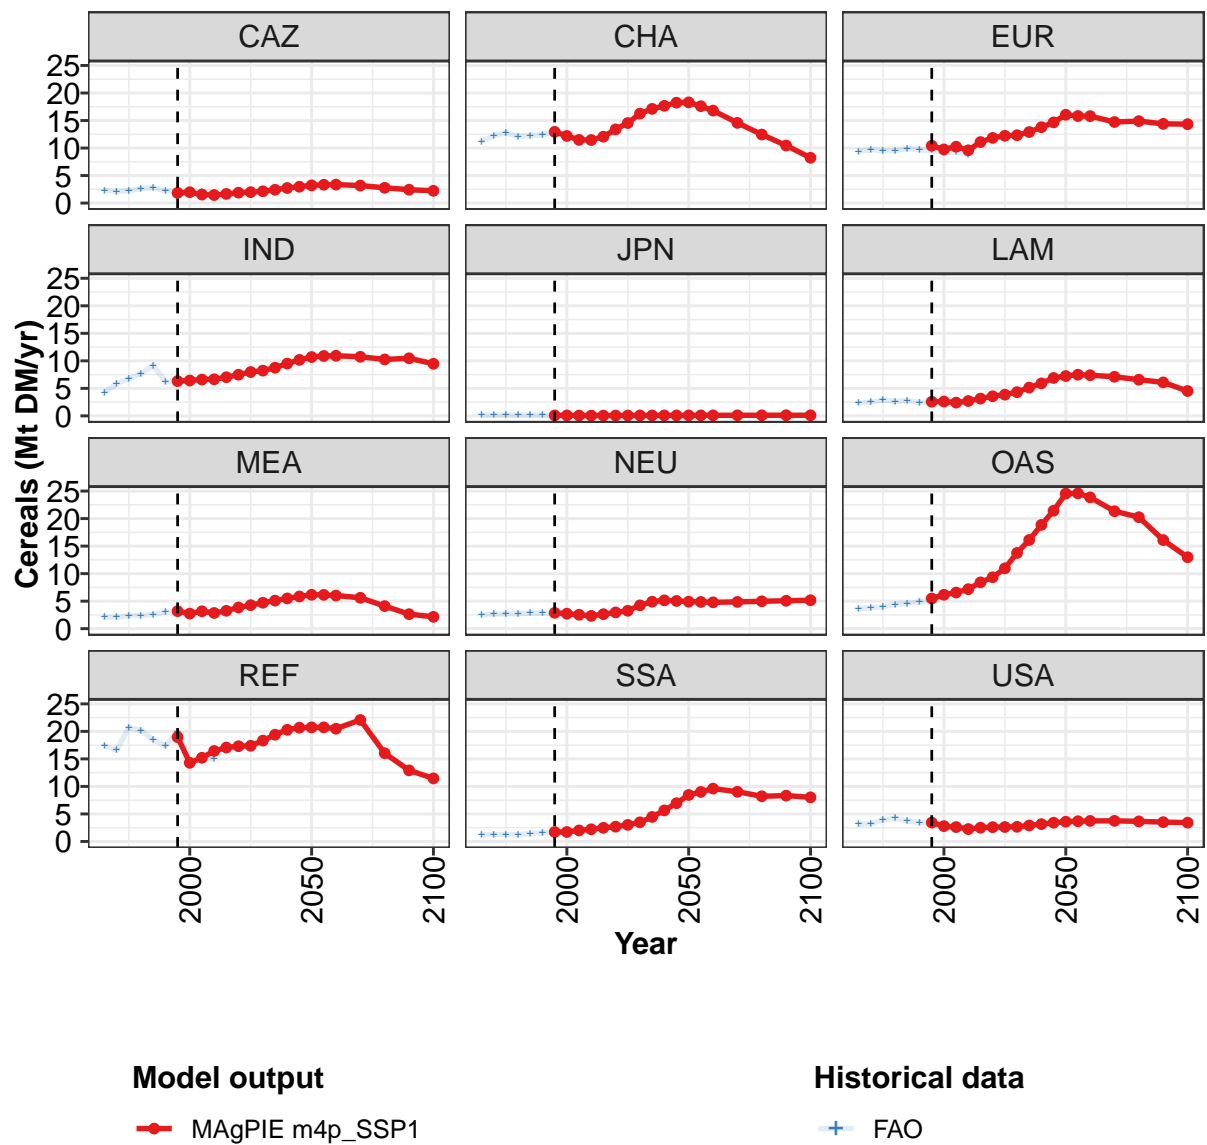 CAZ CHA EUR
25
20
15
10
5
0
IND JPN LAM
25
20
15
10
5
0
MEA NEU OAS
25
20
15
10
5
0
REF SSA USA
25
20
15
10
5
0
Cereals (Mt DM/yr)
2000 2050 2100 2000 2050 2100 2000 2050 2100
Year
Model output Historical data
MAgPIE m4p_SSP1 FAO